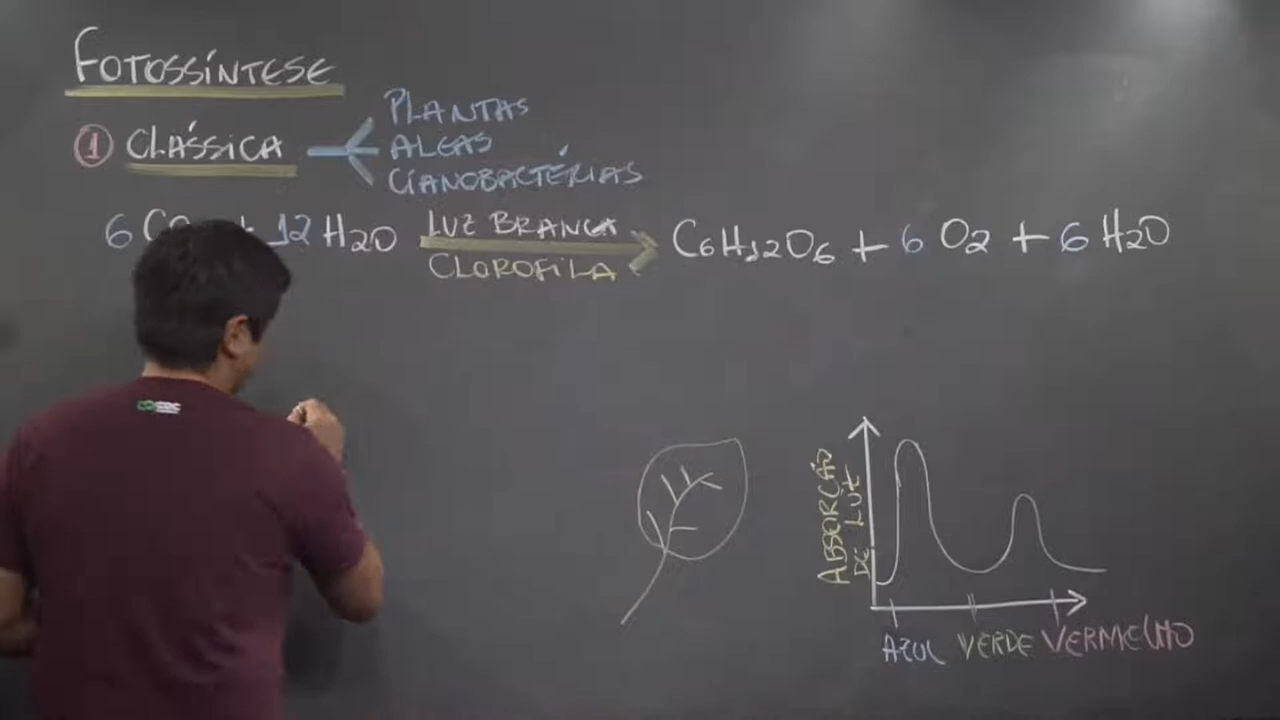 FOTOSSÍNTESE
① CLÁSSICA
PLANTAS
ALGAS
CIANOBACTÉRIAS
6 CO + 12 H2O LUZ BRANCA CLOROFILA C6H12O6 + 6 O2 + 6 H2O
ABSORÇÃO
DE LUZ
AZUL VERDE VERMELHO